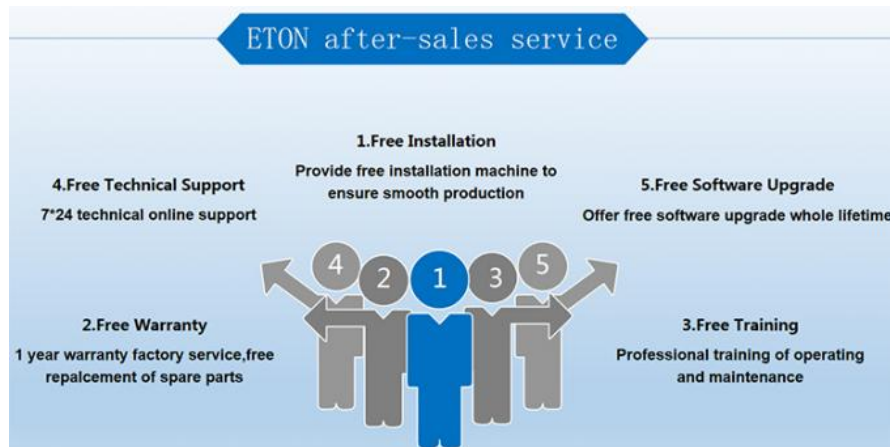 ETON after-sales service
1.Free Installation
Provide free installation machine to
ensure smooth production
4.Free Technical Support
7*24 technical online support
5.Free Software Upgrade
Offer free software upgrade whole lifetime
4 2 1 3 5
2.Free Warranty
1 year warranty factory service,free
repalcement of spare parts
3.Free Training
Professional training of operating
and maintenance